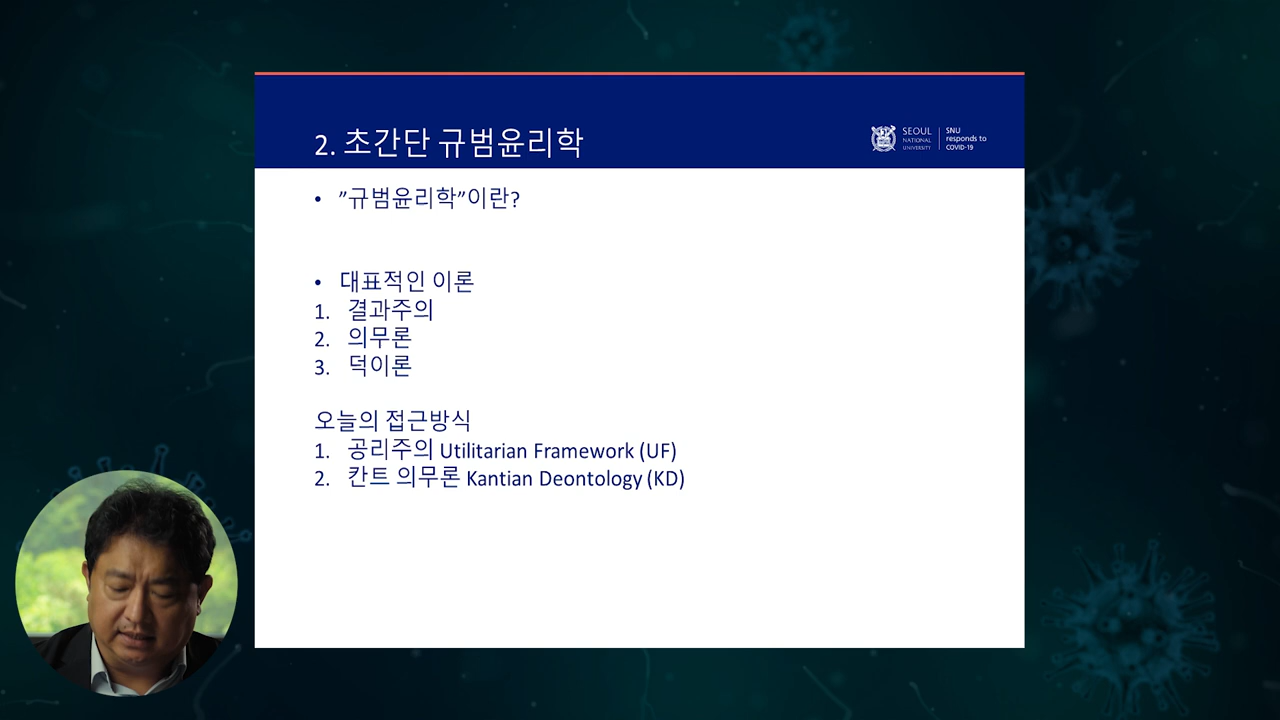 2. 초간단 규범윤리학
SEOUL
NATIONAL
UNIVERSITY
SNU
responds to
COVID-19
• ”규범윤리학”이란?
• 대표적인 이론
1. 결과주의
2. 의무론
3. 덕이론
오늘의 접근방식
1. 공리주의 Utilitarian Framework (UF)
2. 칸트 의무론 Kantian Deontology (KD)